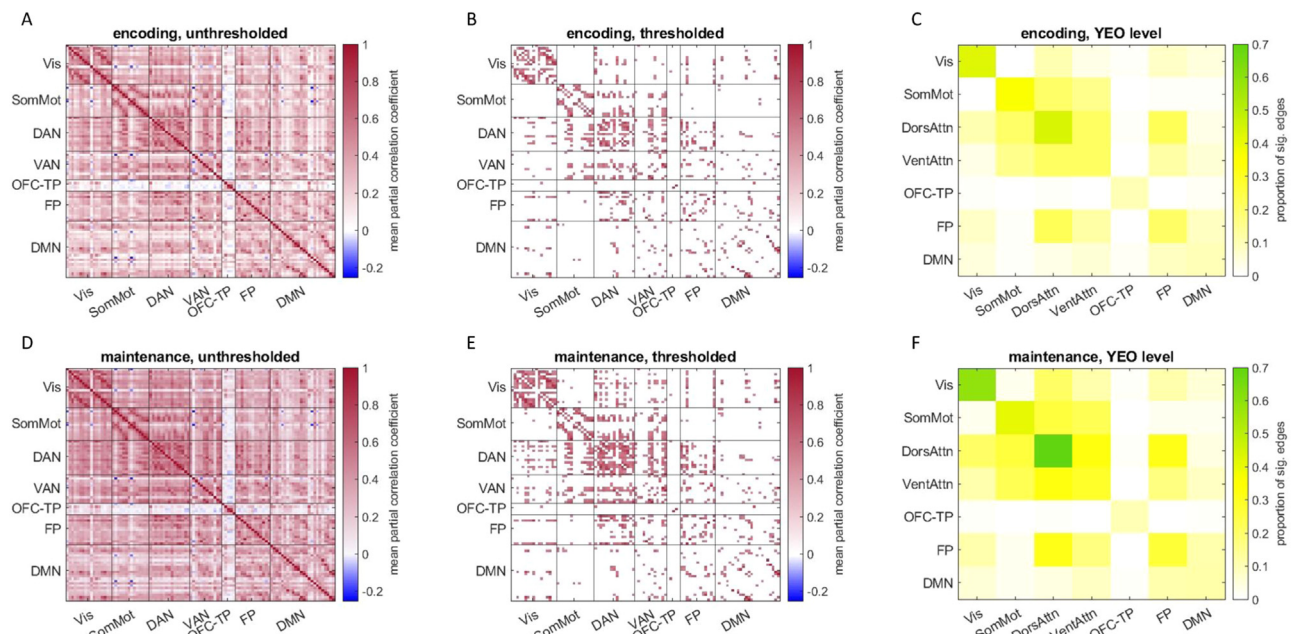 A
encoding, unthresholded
Vis
SomMot
DAN
VAN
OFC-TP
FP
DMN
Vis
SomMot
DAN
VAN
OFC-TP
FP
DMN
1
0.8
0.6
0.4
0.2
0
-0.2
mean partial correlation coefficient
B
encoding, thresholded
Vis
SomMot
DAN
VAN
OFC-TP
FP
DMN
Vis
SomMot
DAN
VAN
OFC-TP
FP
DMN
1
0.8
0.6
0.4
0.2
0
-0.2
mean partial correlation coefficient
C
encoding, YEO level
Vis
SomMot
DorsAttn
VentAttn
OFC-TP
FP
DMN
Vis
SomMot
DorsAttn
VentAttn
OFC-TP
FP
DMN
0.7
0.6
0.5
0.4
0.3
0.2
0.1
0
proportion of sig. edges
D
maintenance, unthresholded
Vis
SomMot
DAN
VAN
OFC-TP
FP
DMN
Vis
SomMot
DAN
VAN
OFC-TP
FP
DMN
1
0.8
0.6
0.4
0.2
0
-0.2
mean partial correlation coefficient
E
maintenance, thresholded
Vis
SomMot
DAN
VAN
OFC-TP
FP
DMN
Vis
SomMot
DAN
VAN
OFC-TP
FP
DMN
1
0.8
0.6
0.4
0.2
0
-0.2
mean partial correlation coefficient
F
maintenance, YEO level
Vis
SomMot
DorsAttn
VentAttn
OFC-TP
FP
DMN
Vis
SomMot
DorsAttn
VentAttn
OFC-TP
FP
DMN
0.7
0.6
0.5
0.4
0.3
0.2
0.1
0
proportion of sig. edges